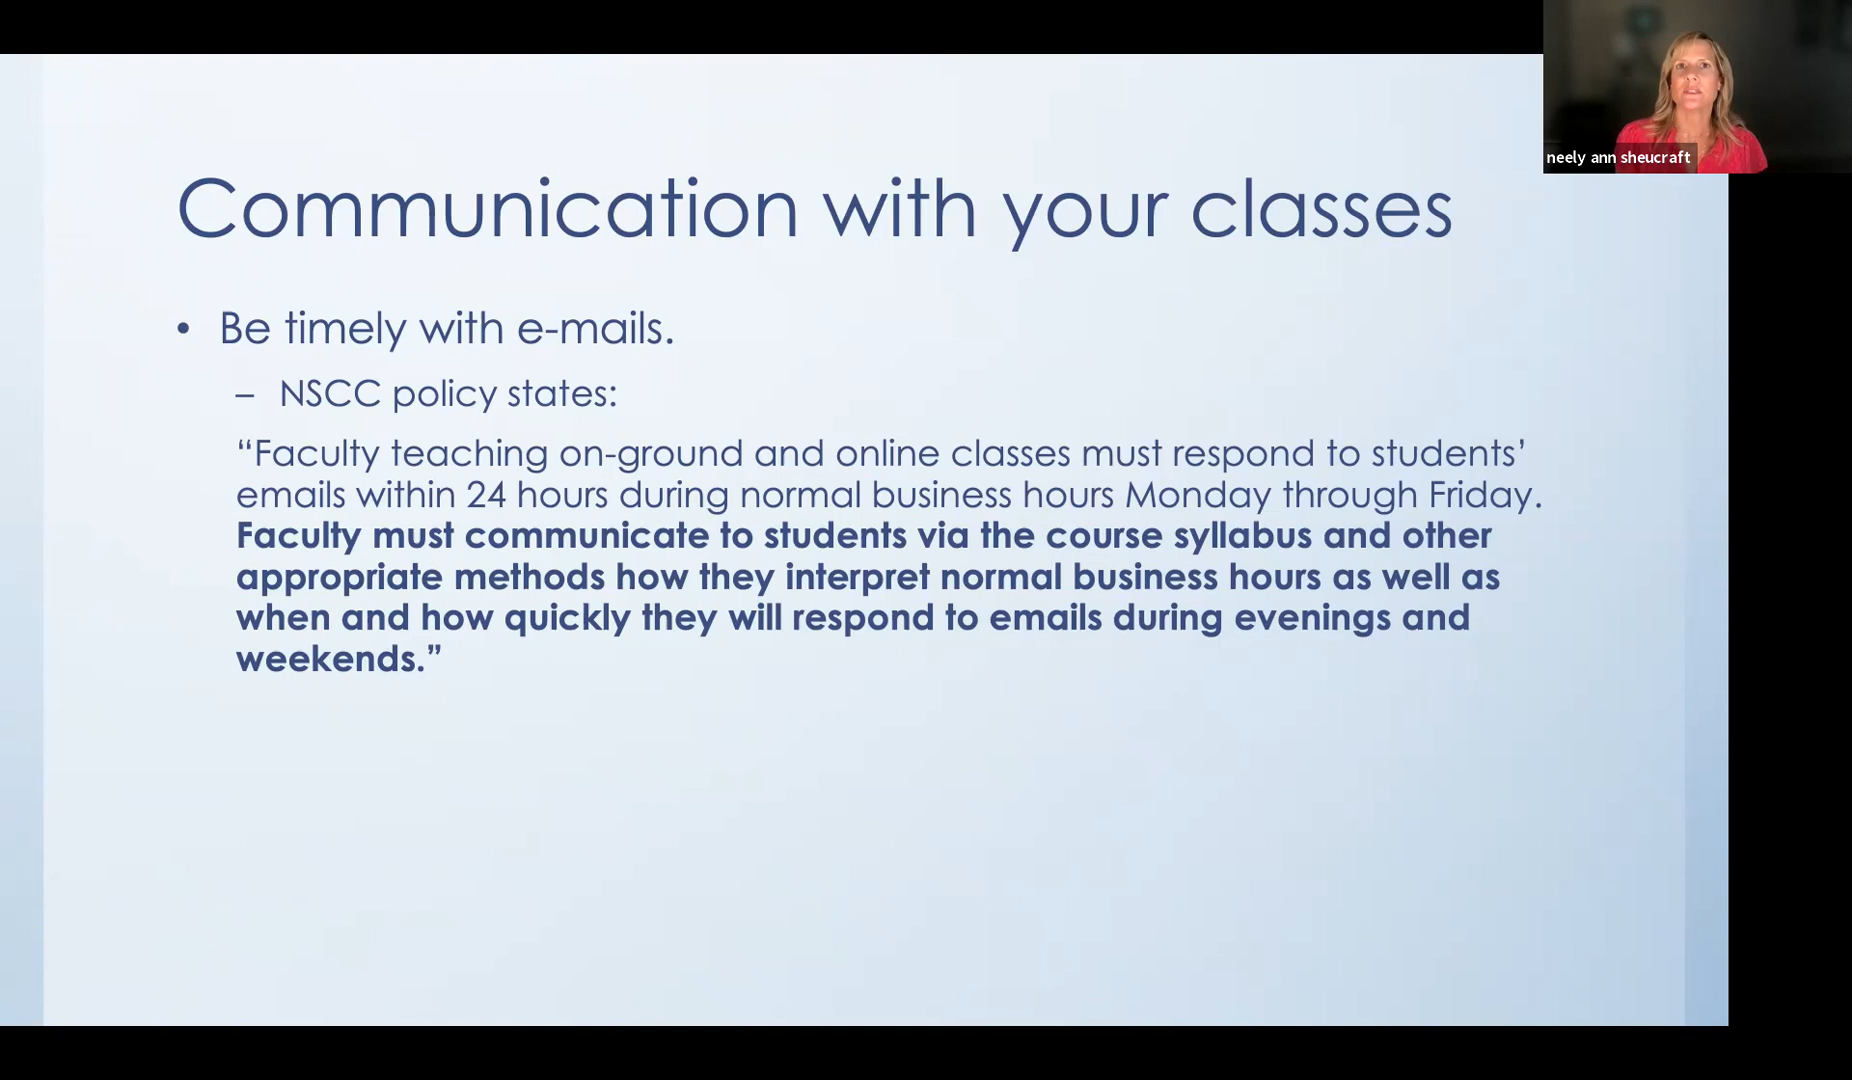 neely ann sheucraft
Communication with your classes
• Be timely with e-mails.
– NSCC policy states:
“Faculty teaching on-ground and online classes must respond to students’
emails within 24 hours during normal business hours Monday through Friday.
Faculty must communicate to students via the course syllabus and other
appropriate methods how they interpret normal business hours as well as
when and how quickly they will respond to emails during evenings and
weekends.”